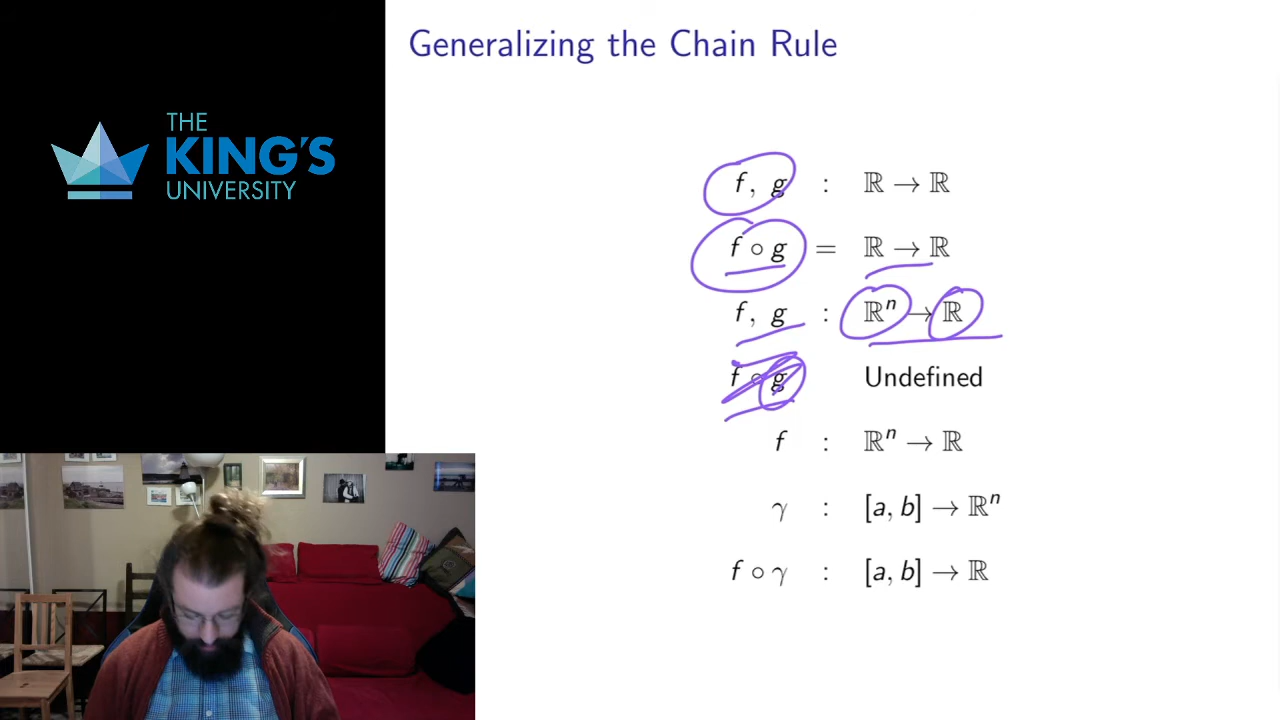 Generalizing the Chain Rule
THE
KING'S
UNIVERSITY
f, g : ℝ → ℝ
f ∘ g = ℝ → ℝ
f, g : ℝⁿ → ℝ
f ∘ g Undefined
f : ℝⁿ → ℝ
γ : [a, b] → ℝⁿ
f ∘ γ : [a, b] → ℝ